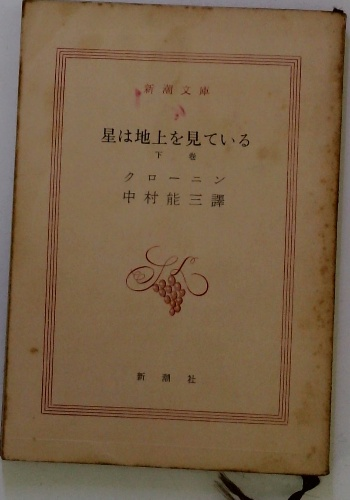 新潮文庫
星は地上を見ている
下巻
クローニン
中村能三譯
新潮社